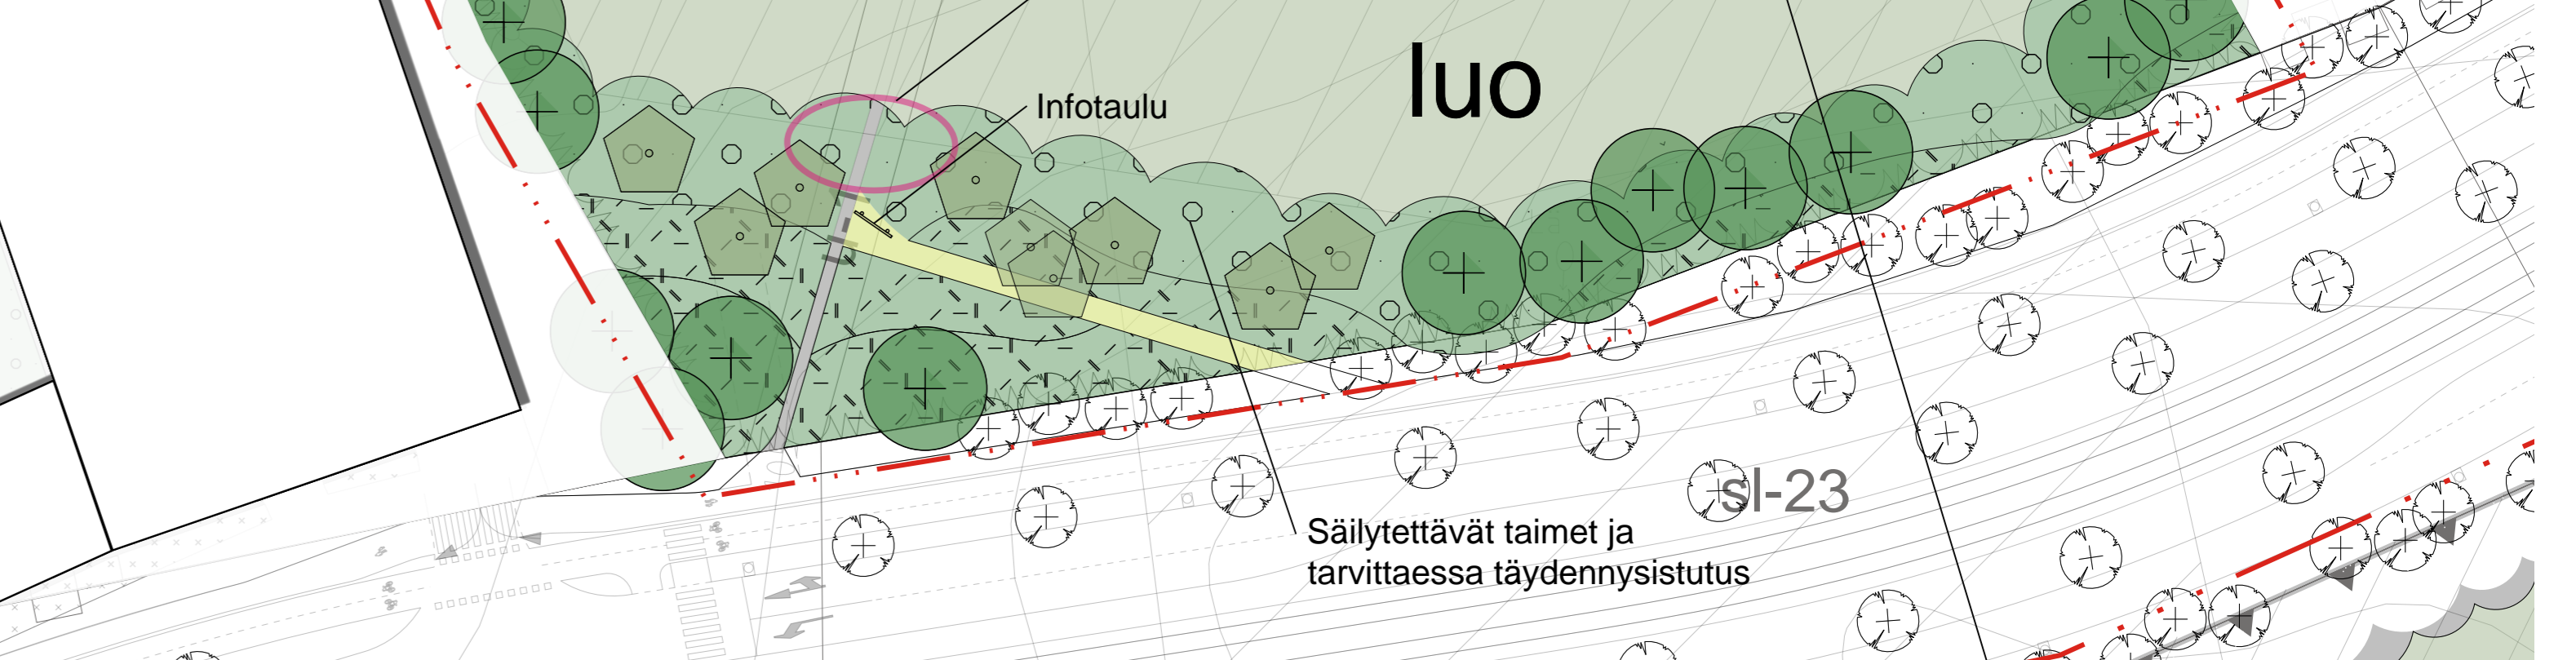 luo
Infotaulu
sl-23
Säilytettävät taimet ja
tarvittaessa täydennysistutus